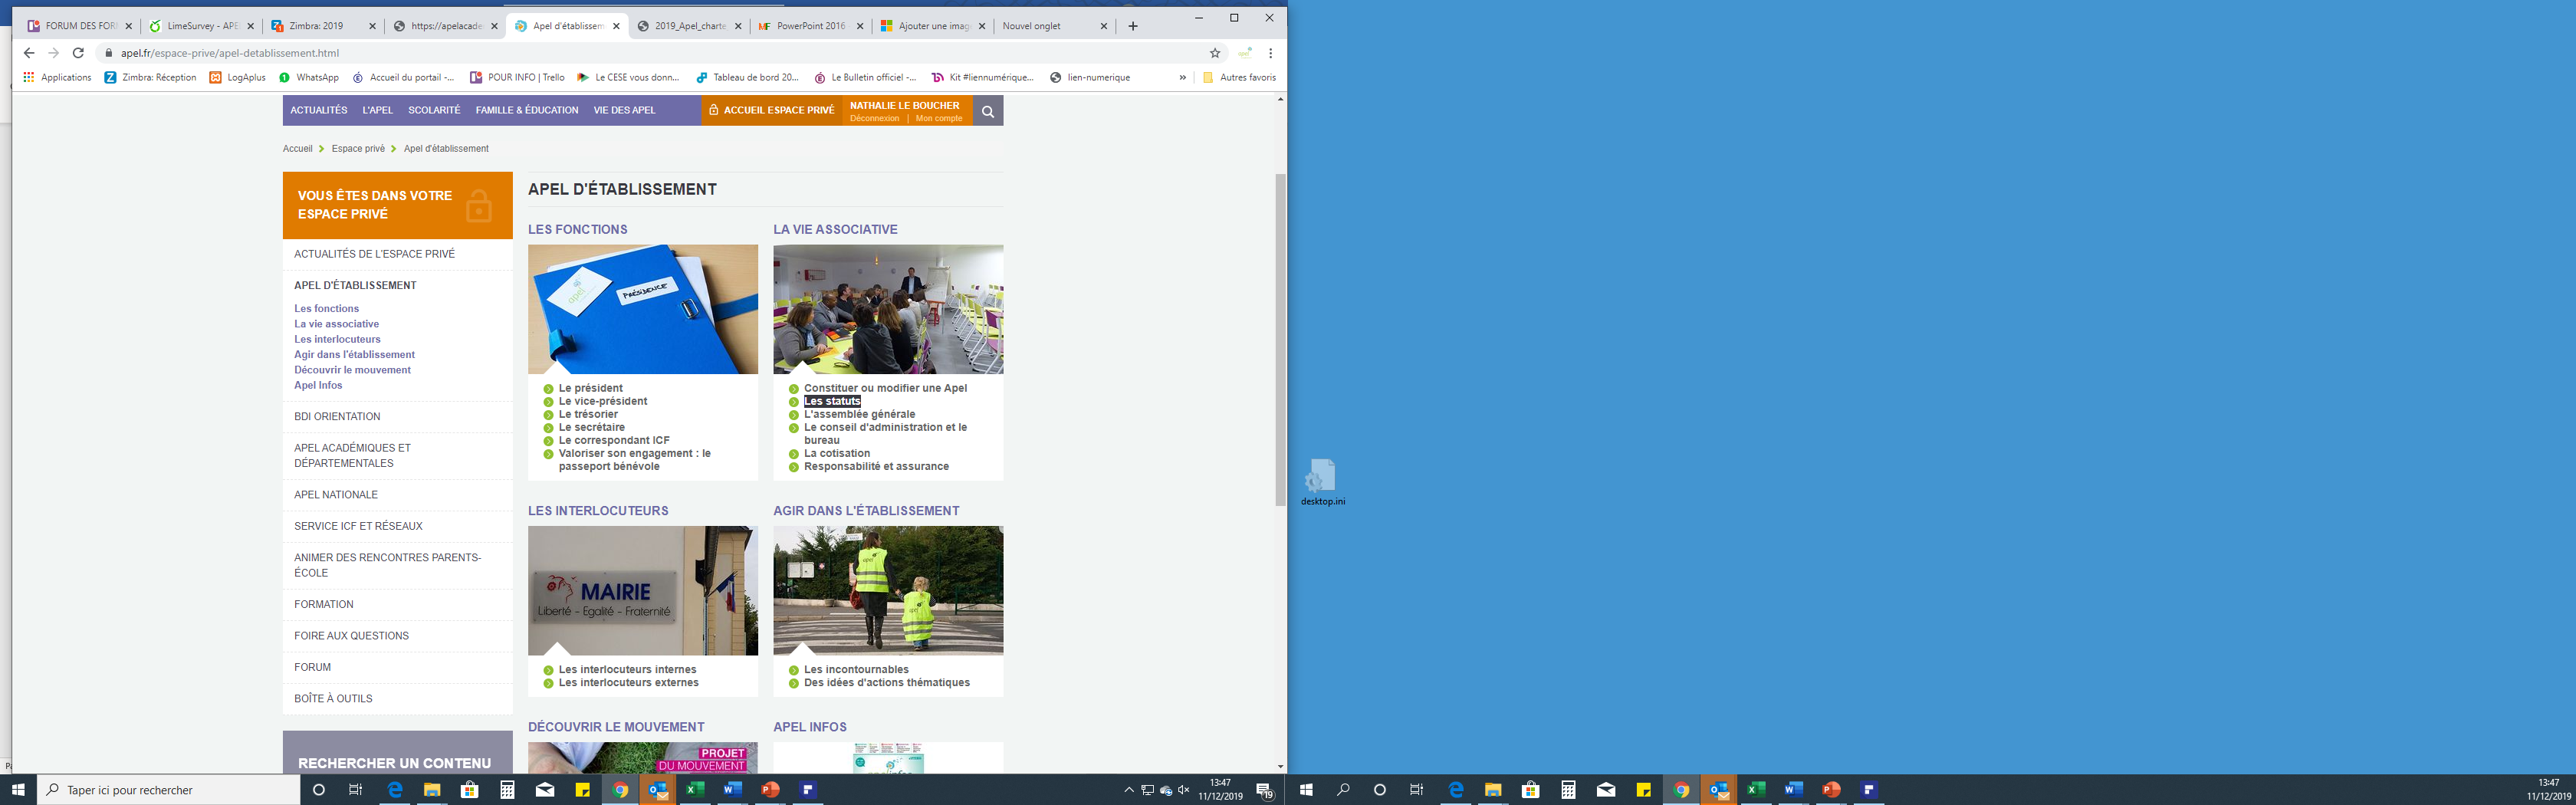 FORUM DES FOR
LimeSurvey - APE
Zimbra: 2019
https://apelacade
Apel d'établissem
2019_Apel_charte
PowerPoint 2016
Ajouter une imag
Nouvel onglet
apel.fr/espace-prive/apel-detablissement.html
Applications
Zimbra: Réception
LogAplus
WhatsApp
Accueil du portail -...
POUR INFO | Trello
Le CESE vous donn...
Tableau de bord 20...
Le Bulletin officiel -...
Kit #liennumérique...
lien-numerique
»
Autres favoris
ACTUALITÉS L'APEL SCOLARITÉ FAMILLE & ÉDUCATION VIE DES APEL
ACCUEIL ESPACE PRIVÉ
NATHALIE LE BOUCHER
Déconnexion | Mon compte
Accueil > Espace privé > Apel d'établissement
VOUS ÊTES DANS VOTRE
ESPACE PRIVÉ
ACTUALITÉS DE L'ESPACE PRIVÉ
APEL D'ÉTABLISSEMENT
Les fonctions
La vie associative
Les interlocuteurs
Agir dans l'établissement
Découvrir le mouvement
Apel Infos
BDI ORIENTATION
APEL ACADÉMIQUES ET
DÉPARTEMENTALES
APEL NATIONALE
SERVICE ICF ET RÉSEAUX
ANIMER DES RENCONTRES PARENTS-
ÉCOLE
FORMATION
FOIRE AUX QUESTIONS
FORUM
BOÎTE À OUTILS
RECHERCHER UN CONTENU
APEL D'ÉTABLISSEMENT
LES FONCTIONS
apel
PRÉSIDENCE
Le président
Le vice-président
Le trésorier
Le secrétaire
Le correspondant ICF
Valoriser son engagement : le
passeport bénévole
LA VIE ASSOCIATIVE
Constituer ou modifier une Apel
Les statuts
L'assemblée générale
Le conseil d'administration et le
bureau
La cotisation
Responsabilité et assurance
LES INTERLOCUTEURS
MAIRIE
Liberté - Egalité - Fraternité
Les interlocuteurs internes
Les interlocuteurs externes
AGIR DANS L'ÉTABLISSEMENT
apel
apel
Les incontournables
Des idées d'actions thématiques
DÉCOUVRIR LE MOUVEMENT
PROJET
DU MOUVEMENT
APEL INFOS
desktop.ini
Taper ici pour rechercher
13:47
11/12/2019
19
13:47
11/12/2019